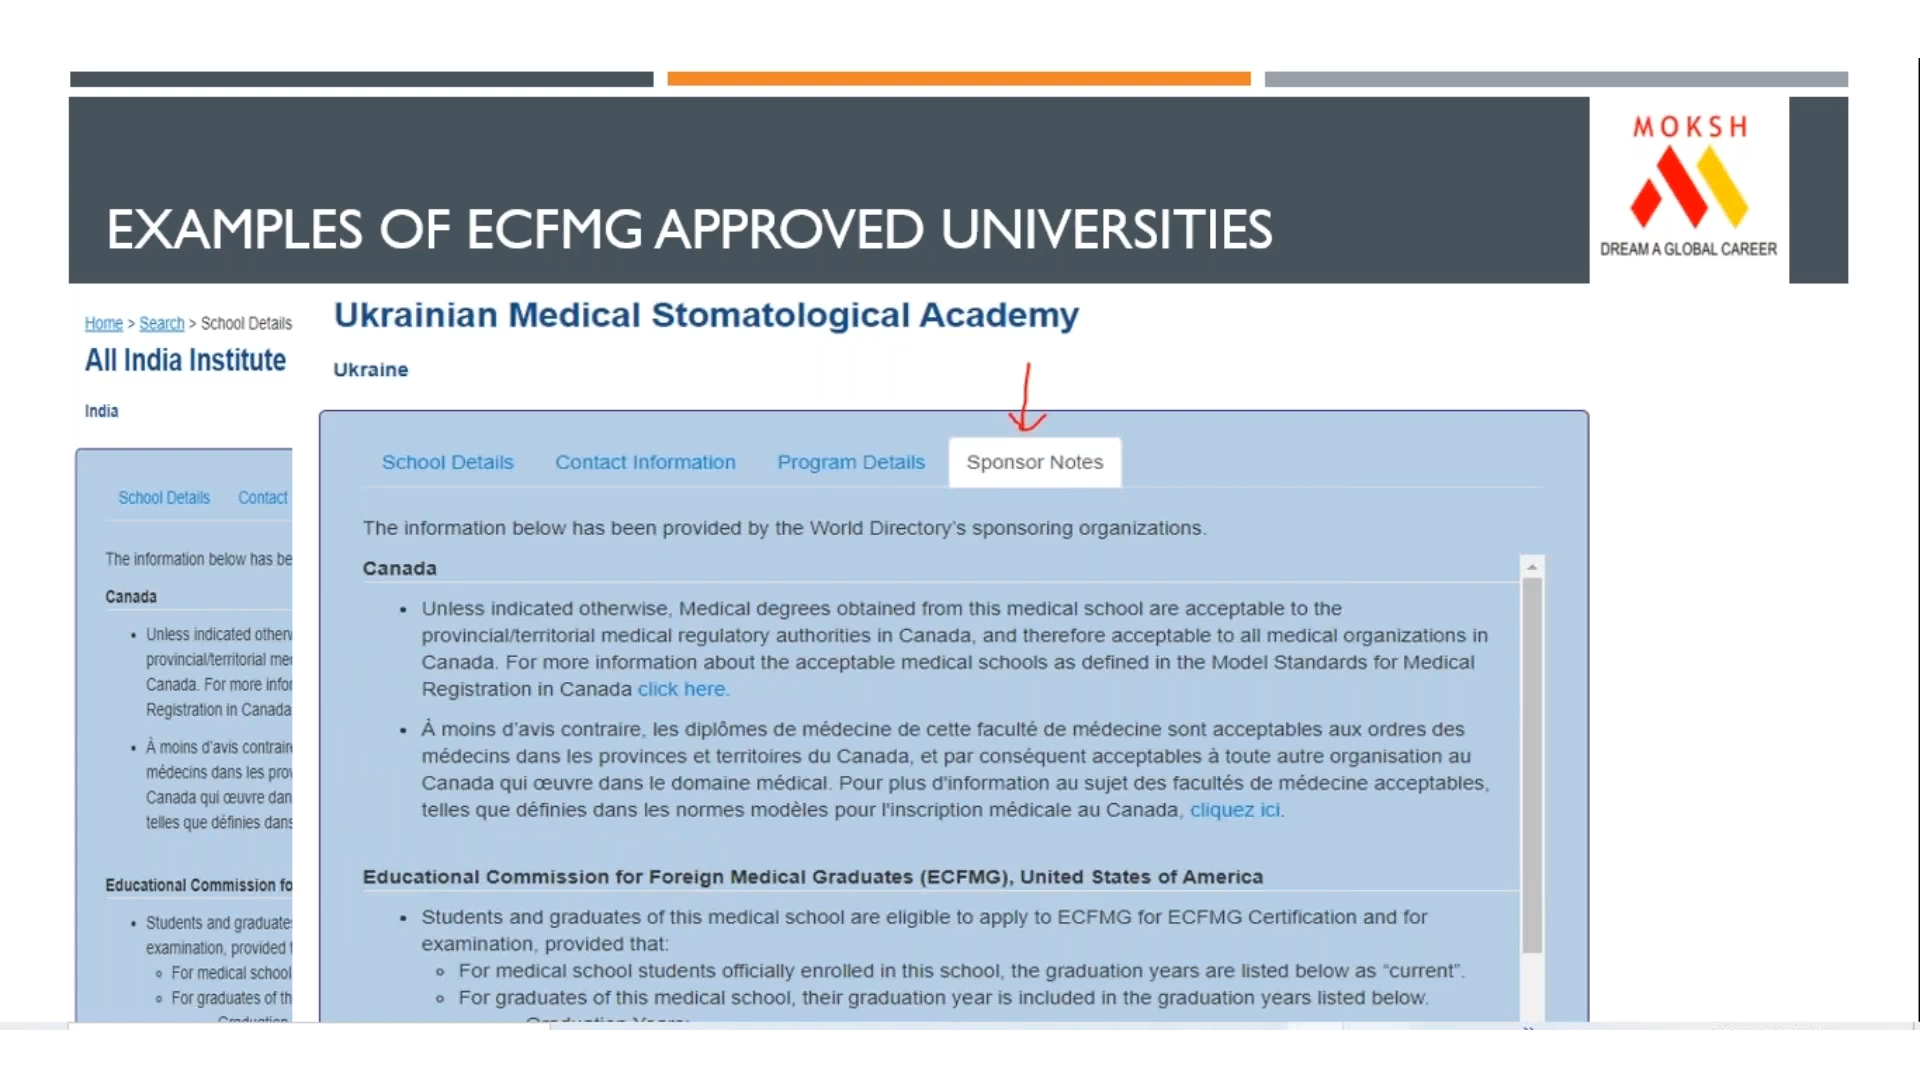 MOKSH
DREAM A GLOBAL CAREER
EXAMPLES OF ECFMG APPROVED UNIVERSITIES
Home > Search > School Details
All India Institute
India
School Details Contact
The information below has be
Canada
• Unless indicated otherw
provincial/territorial me
Canada. For more infor
Registration in Canada
• À moins d'avis contraire
médecins dans les prov
Canada qui œuvre dan
telles que définies dans
Educational Commission fo
• Students and graduate
examination, provided
For medical school
For graduates of th
Ukrainian Medical Stomatological Academy
Ukraine
School Details Contact Information Program Details Sponsor Notes
The information below has been provided by the World Directory's sponsoring organizations.
Canada
• Unless indicated otherwise, Medical degrees obtained from this medical school are acceptable to the
provincial/territorial medical regulatory authorities in Canada, and therefore acceptable to all medical organizations in
Canada. For more information about the acceptable medical schools as defined in the Model Standards for Medical
Registration in Canada click here.
• À moins d'avis contraire, les diplômes de médecine de cette faculté de médecine sont acceptables aux ordres des
médecins dans les provinces et territoires du Canada, et par conséquent acceptables à toute autre organisation au
Canada qui œuvre dans le domaine médical. Pour plus d'information au sujet des facultés de médecine acceptables,
telles que définies dans les normes modèles pour l'inscription médicale au Canada, cliquez ici.
Educational Commission for Foreign Medical Graduates (ECFMG), United States of America
• Students and graduates of this medical school are eligible to apply to ECFMG for ECFMG Certification and for
examination, provided that:
For medical school students officially enrolled in this school, the graduation years are listed below as “current”.
For graduates of this medical school, their graduation year is included in the graduation years listed below.